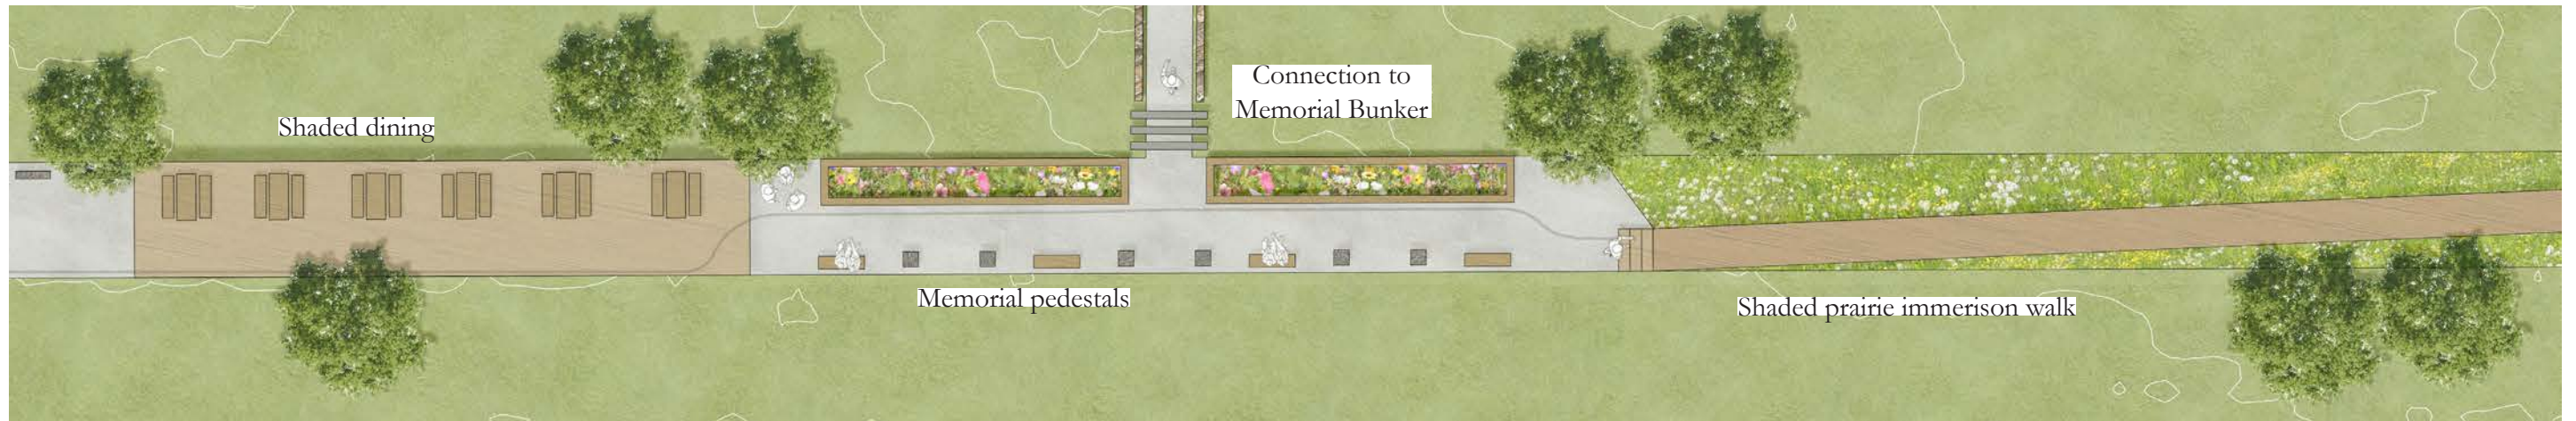 Shaded dining
Connection to
Memorial Bunker
Memorial pedestals
Shaded prairie immerison walk